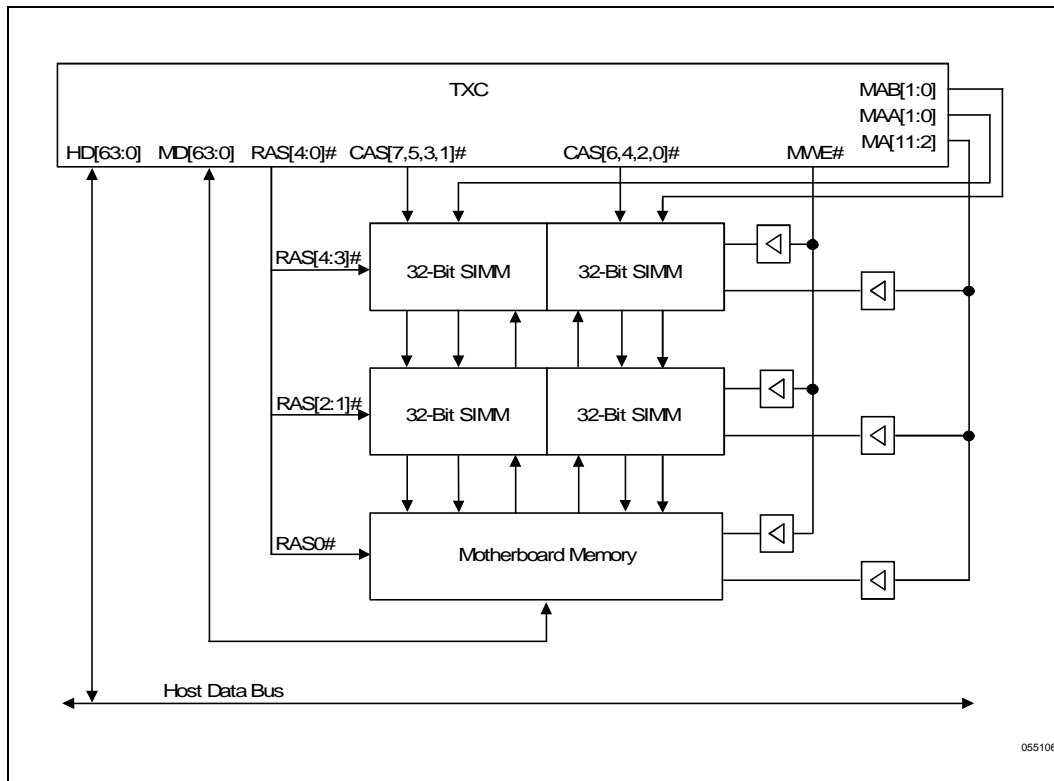 TXC
MAB[1:0]
MAA[1:0]
MA[11:2]
HD[63:0] MD[63:0] RAS[4:0]# CAS[7,5,3,1]# CAS[6,4,2,0]# MWE#
RAS[4:3]#
32-Bit SIMM 32-Bit SIMM
RAS[2:1]#
32-Bit SIMM 32-Bit SIMM
RAS0#
Motherboard Memory
Host Data Bus
055106